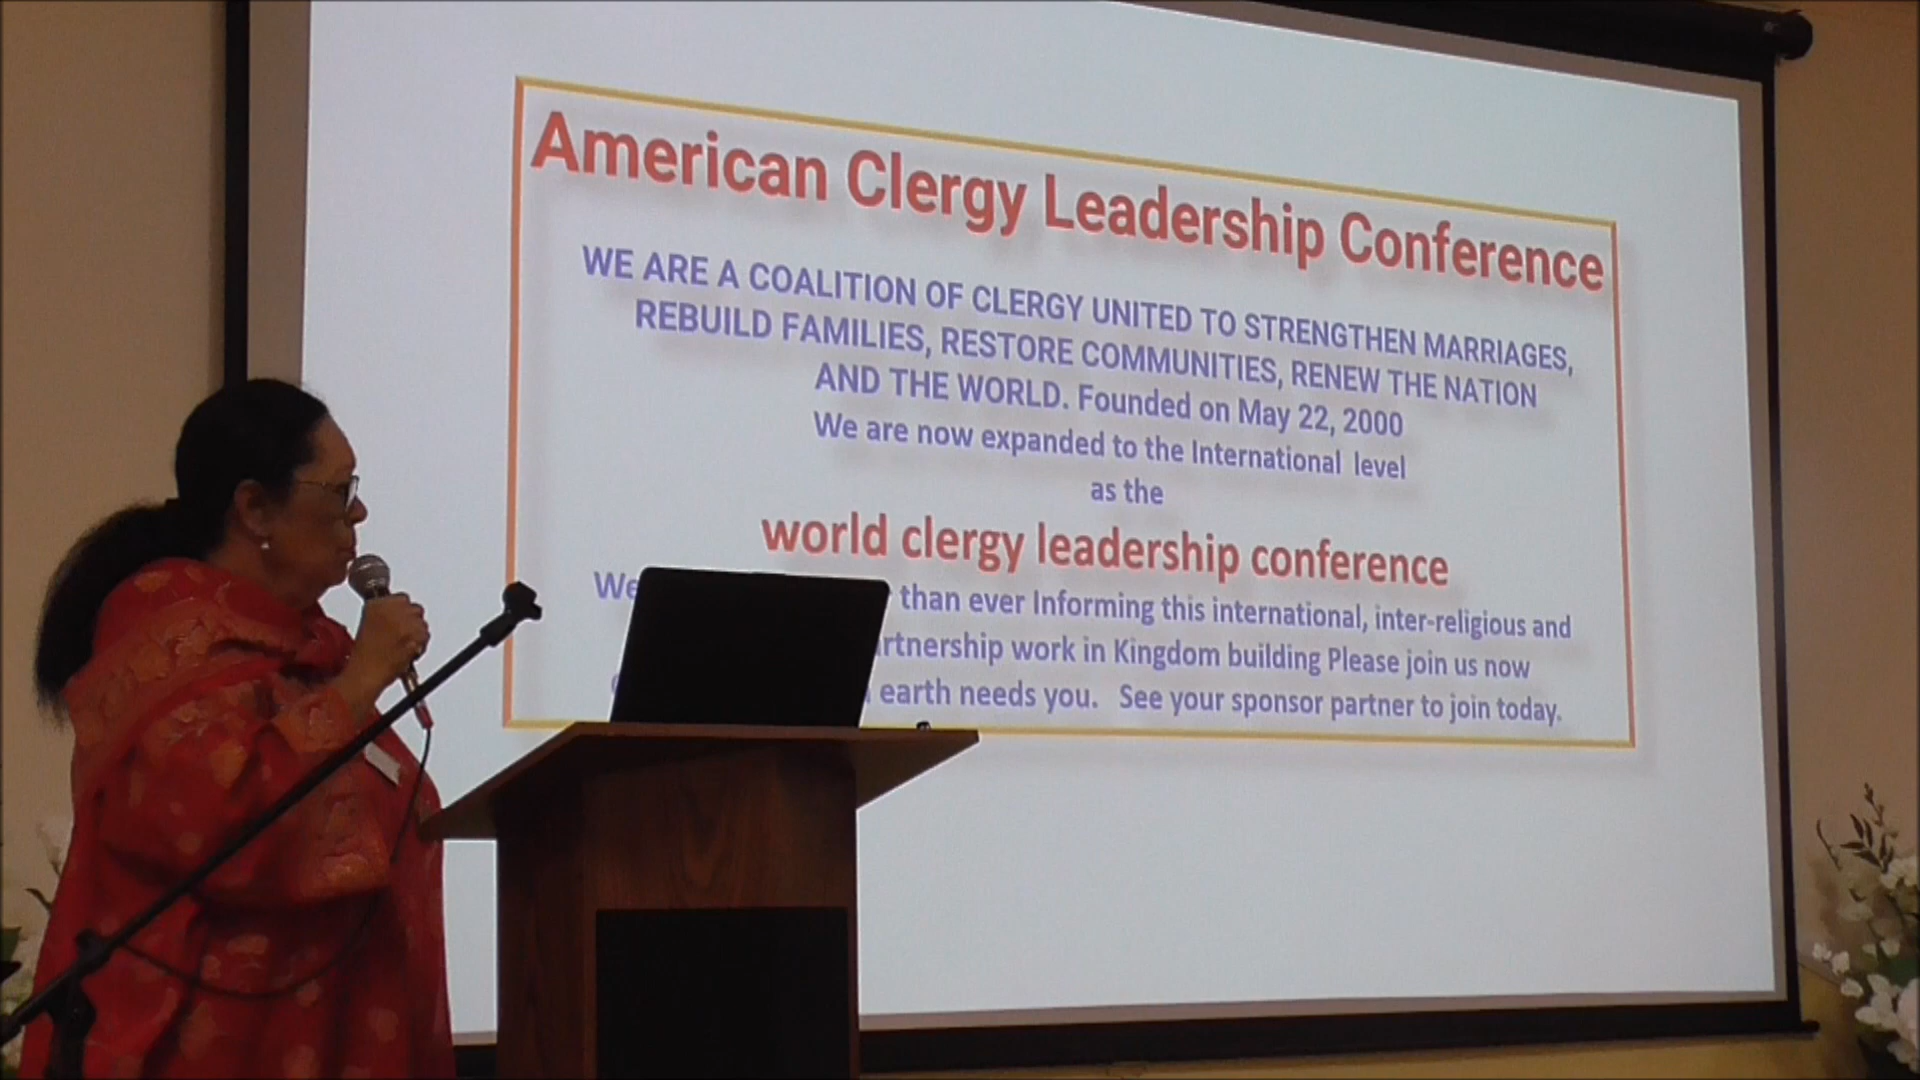 American Clergy Leadership Conference
WE ARE A COALITION OF CLERGY UNITED TO STRENGTHEN MARRIAGES,
REBUILD FAMILIES, RESTORE COMMUNITIES, RENEW THE NATION
AND THE WORLD. Founded on May 22, 2000
We are now expanded to the International level
as the
world clergy leadership conference
We than ever Informing this international, inter-religious and
work in Kingdom building Please join us now
earth needs you. See your sponsor partner to join today.